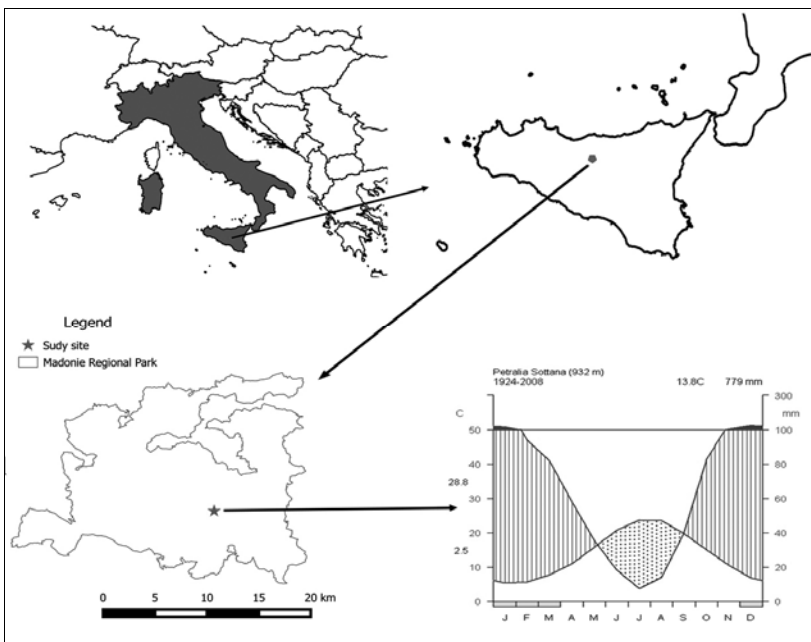 Legend
Sudy site
Madonie Regional Park
0 5 10 15 20 km
Petralia Sottana (932 m)
1924-2008 13.8C 779 mm
C 300 mm
50 100
40 80
28.8
30 60
20 40
2.5
10 20
0 0
J F M A M J J A S O N D